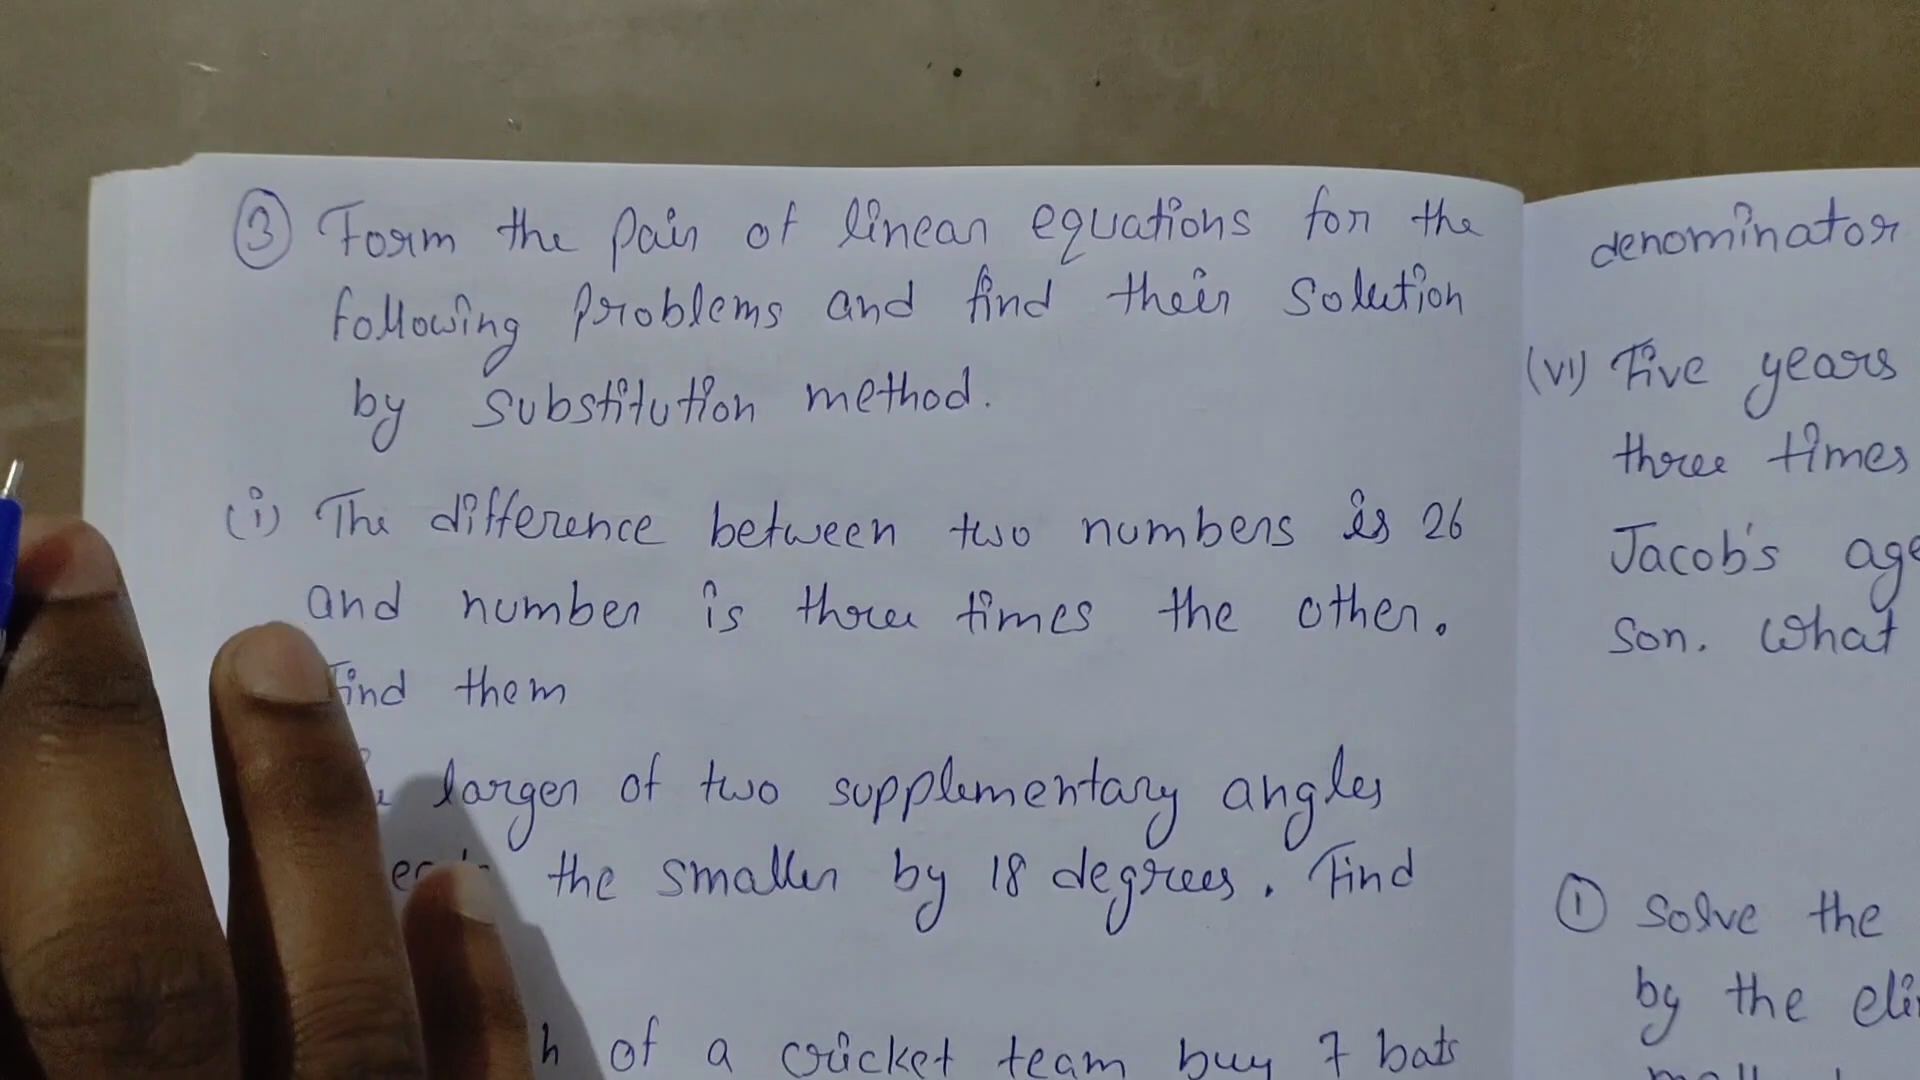 ③ Form the pair of linear equations for the
following problems and find their solution
by substitution method.
(i) The difference between two numbers is 26
and number is three times the other.
Find them
larger of two supplementary angles
the smaller by 18 degrees. Find
of a cricket team buy 7 bats
denominator
(VI) Five years
three times
Jacob's age
son. What
① Solve the
by the